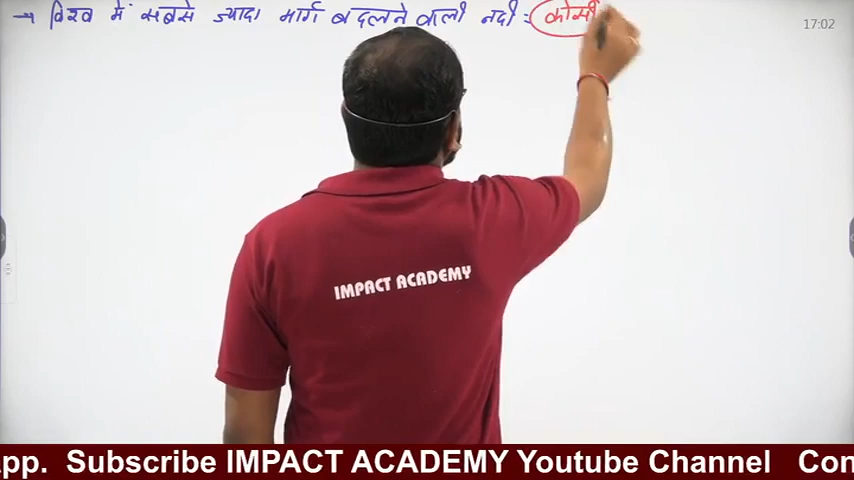 → विश्व में सबसे ज्यादा मार्ग बदलने वाली नदी : कोसी
17:02
IMPACT ACADEMY
pp. Subscribe IMPACT ACADEMY Youtube Channel Con